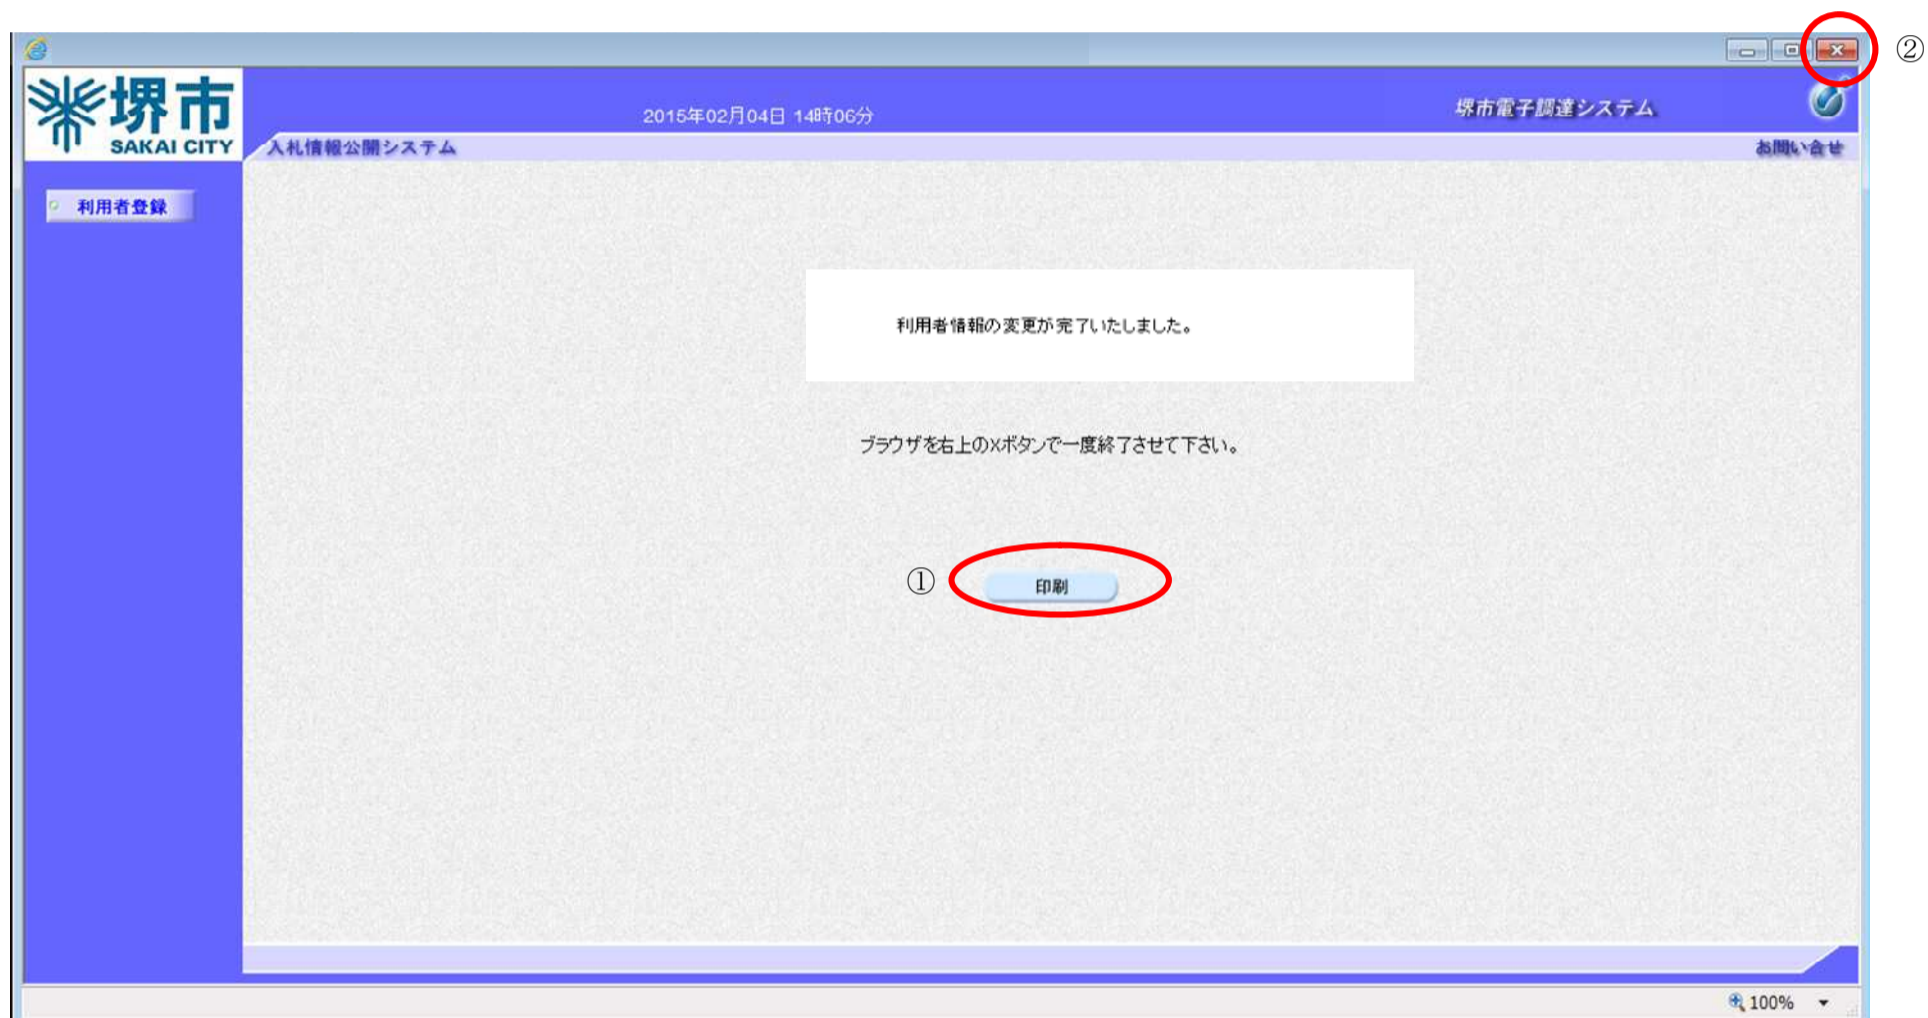 ②
堺市
SAKAI CITY
2015年02月04日 14時06分
堺市電子調達システム
入札情報公開システム
お問い合せ
利用者登録
利用者情報の変更が完了いたしました。
ブラウザを右上のXボタンで一度終了させて下さい。
① 印刷
100%